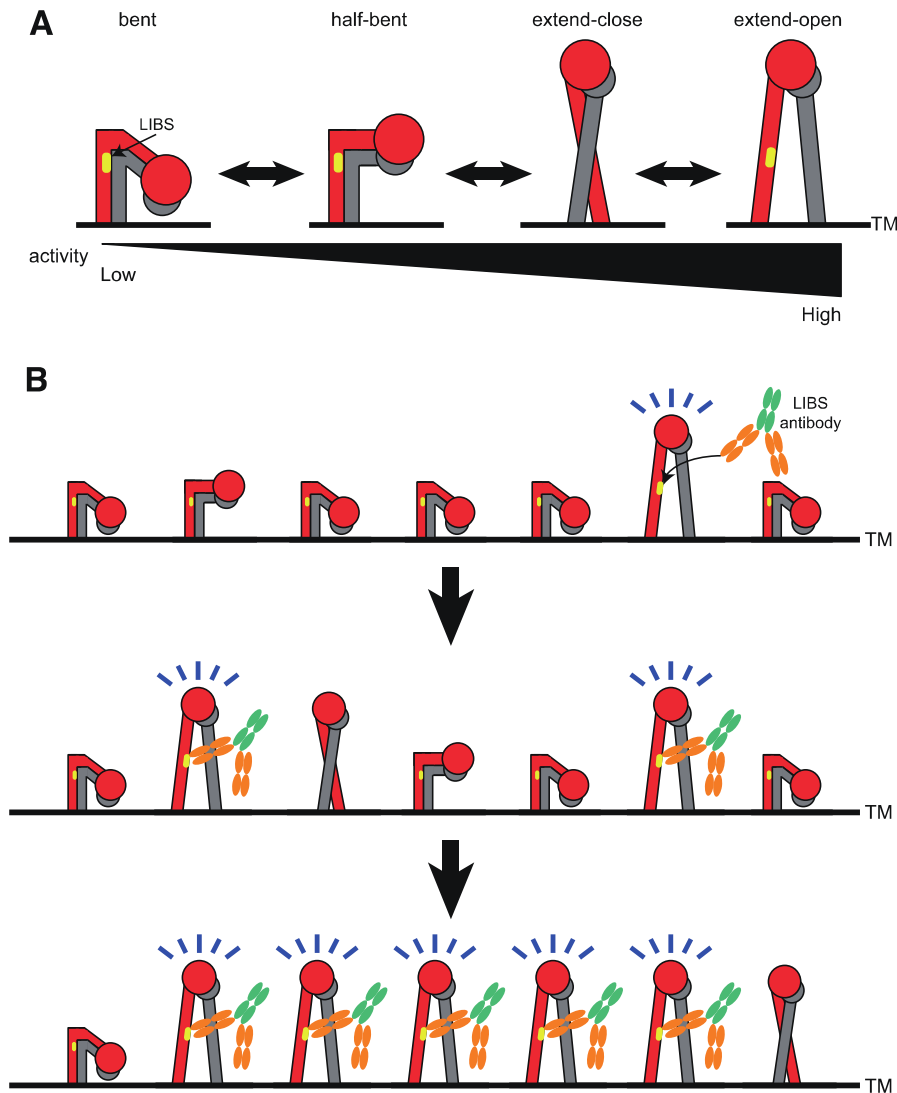 A
bent
half-bent
extend-close
extend-open
LIBS
TM
activity
Low
High
B
LIBS
antibody
TM
TM
TM